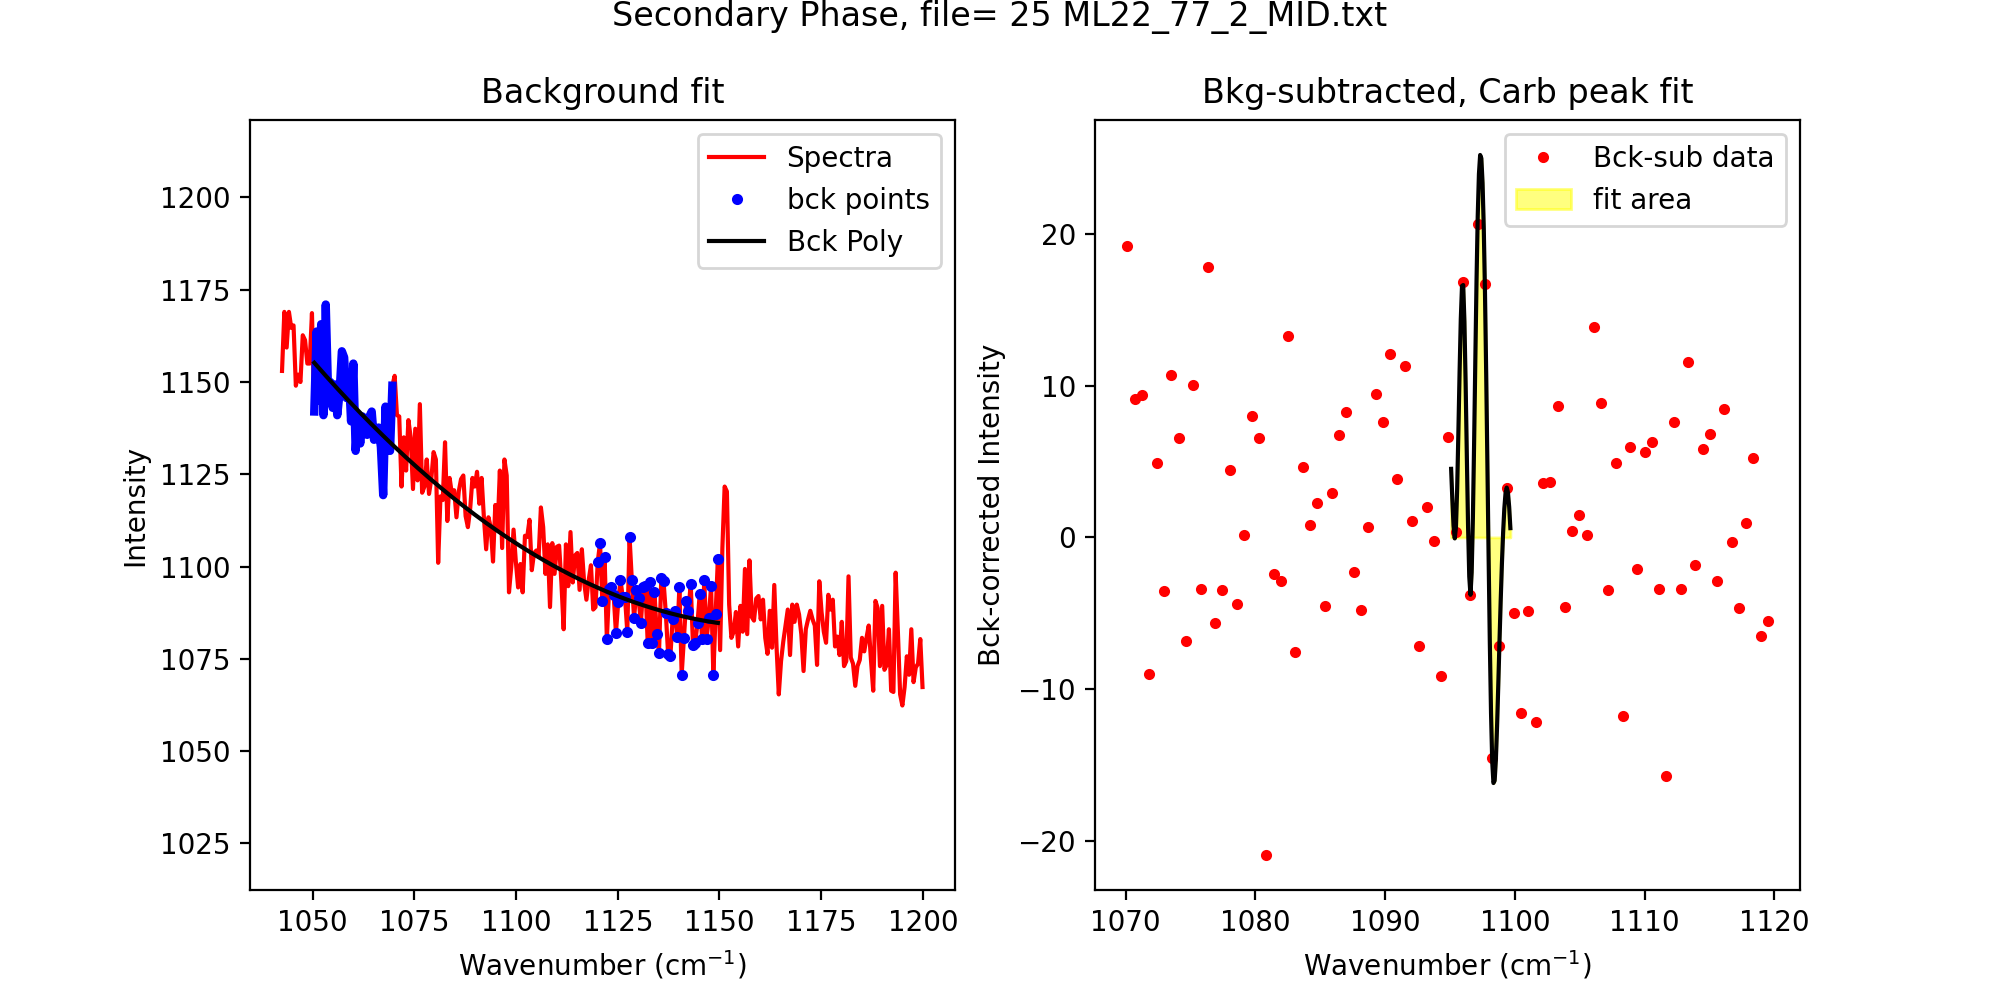 Secondary Phase, file= 25 ML22_77_2_MID.txt
Background fit
Intensity
1200
1175
1150
1125
1100
1075
1050
1025
Spectra
bck points
Bck Poly
1050 1075 1100 1125 1150 1175 1200
Wavenumber (cm⁻¹)
Bkg-subtracted, Carb peak fit
Bck-corrected Intensity
20
10
0
−10
−20
Bck-sub data
fit area
1070 1080 1090 1100 1110 1120
Wavenumber (cm⁻¹)